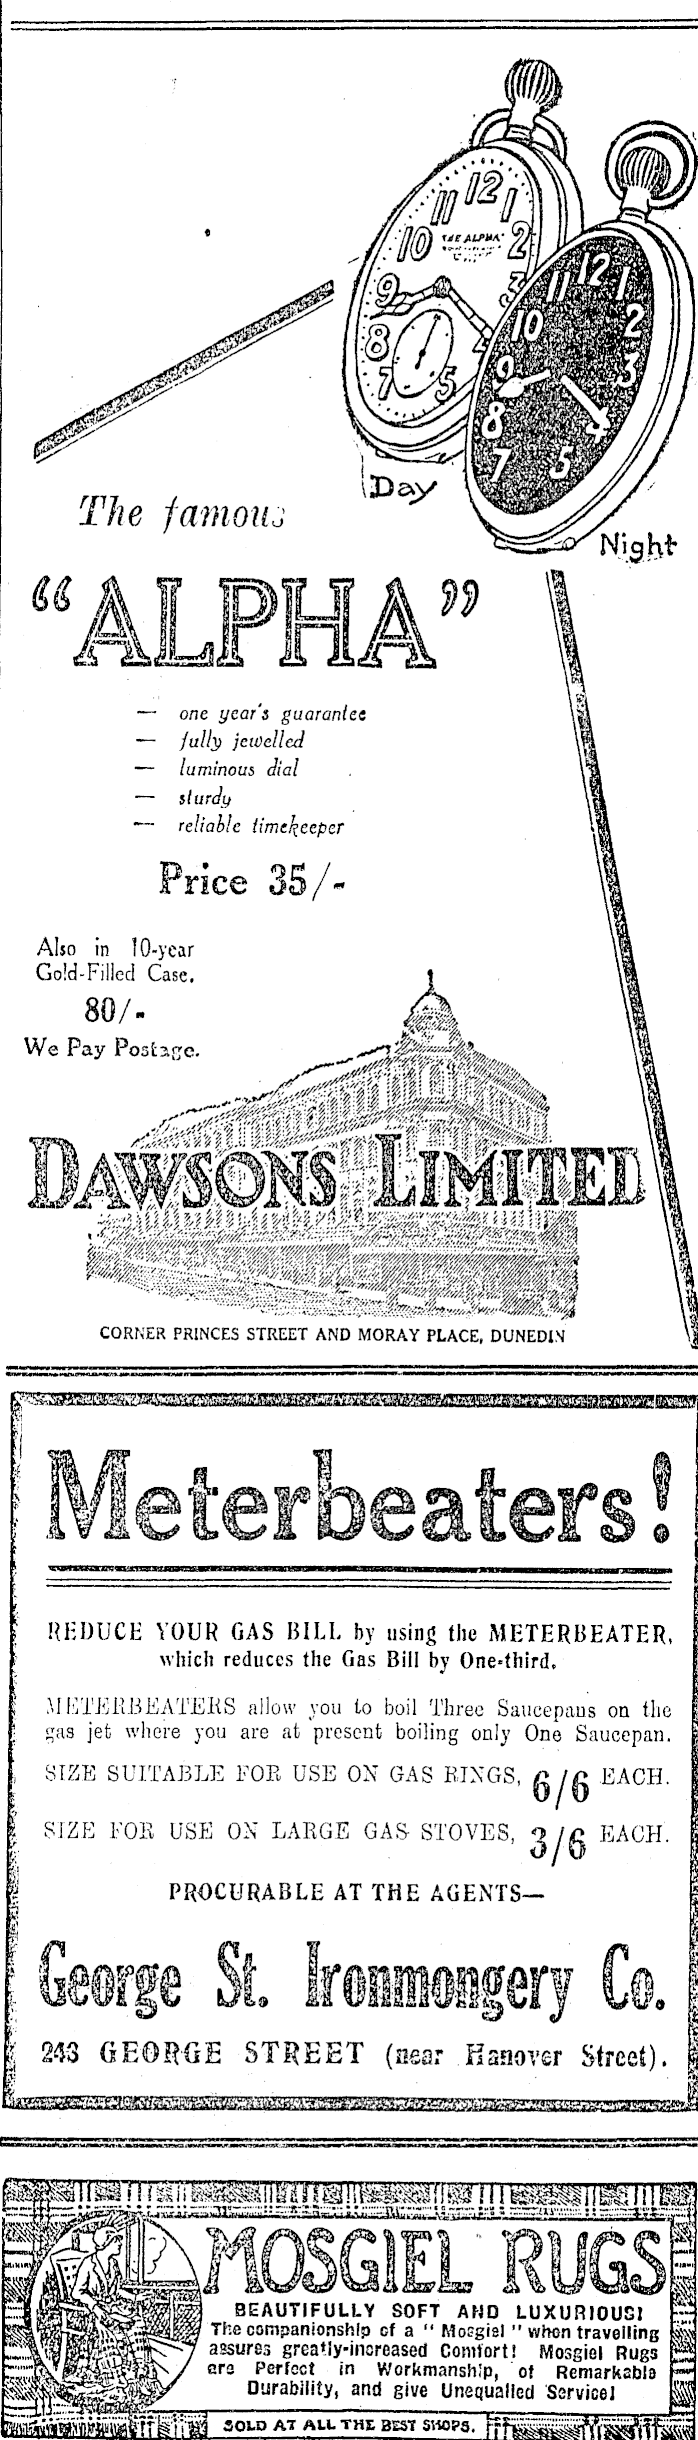 12
11 1
10 2
THE ALPHA
9 3
8 4
7 5
12
11 1
10 2
9 3
8 4
7 5
Day
Night
The famous
"ALPHA"
— one year's guarantee
— fully jewelled
— luminous dial
— sturdy
— reliable timekeeper
Price 35/-
Also in 10-year
Gold-Filled Case.
80/-
We Pay Postage.
DAWSONS LIMITED
CORNER PRINCES STREET AND MORAY PLACE, DUNEDIN
Meterbeaters!
REDUCE YOUR GAS BILL by using the METERBEATER,
which reduces the Gas Bill by One-third.
METERBEATERS allow you to boil Three Saucepans on the
gas jet where you are at present boiling only One Saucepan.
SIZE SUITABLE FOR USE ON GAS RINGS, 6/6 EACH.
SIZE FOR USE ON LARGE GAS STOVES, 3/6 EACH.
PROCURABLE AT THE AGENTS—
George St. Ironmongery Co.
243 GEORGE STREET (near Hanover Street).
MOSGIEL RUGS
BEAUTIFULLY SOFT AND LUXURIOUS!
The companionship of a "Mosgiel" when travelling
assures greatly-increased Comfort! Mosgiel Rugs
are Perfect in Workmanship, of Remarkable
Durability, and give Unequalled Service!
SOLD AT ALL THE BEST SHOPS.